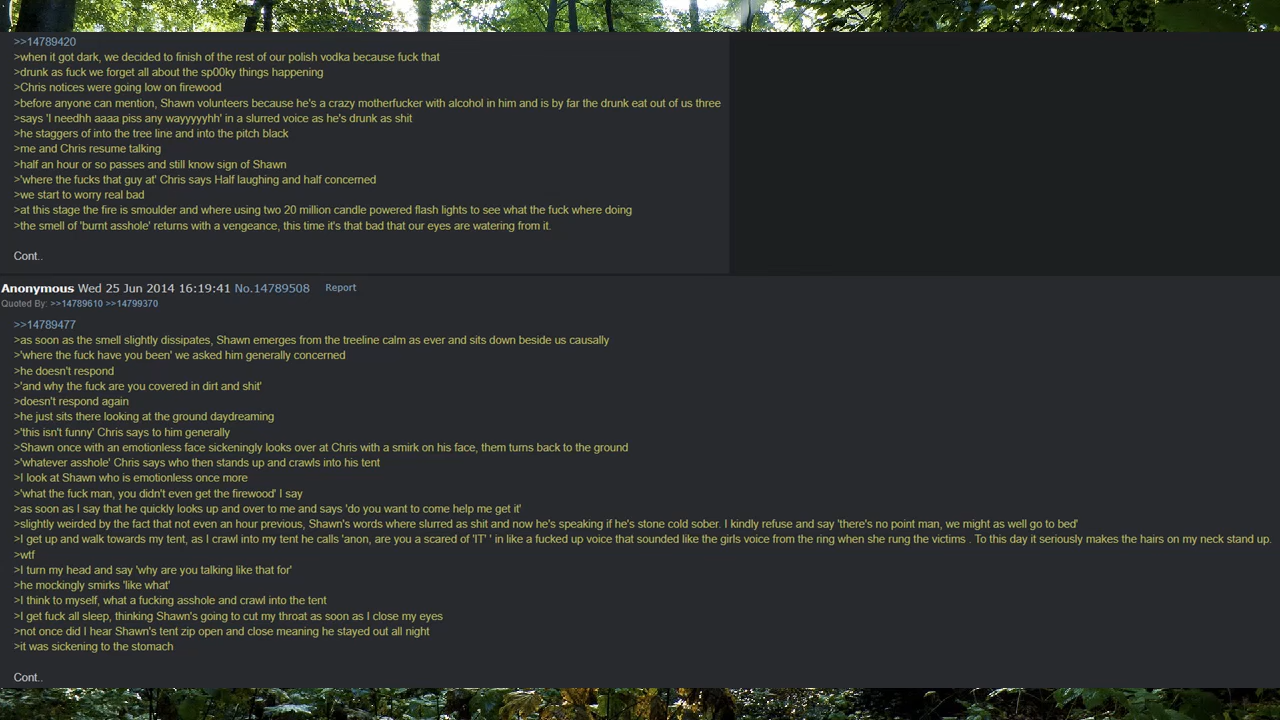 >>14789420
>when it got dark, we decided to finish of the rest of our polish vodka because fuck that
>drunk as fuck we forget all about the sp00ky things happening
>Chris notices were going low on firewood
>before anyone can mention, Shawn volunteers because he's a crazy motherfucker with alcohol in him and is by far the drunk eat out of us three
>says 'I needhh aaaa piss any wayyyyyhh' in a slurred voice as he's drunk as shit
>he staggers of into the tree line and into the pitch black
>me and Chris resume talking
>half an hour or so passes and still know sign of Shawn
>'where the fucks that guy at' Chris says Half laughing and half concerned
>we start to worry real bad
>at this stage the fire is smoulder and where using two 20 million candle powered flash lights to see what the fuck where doing
>the smell of 'burnt asshole' returns with a vengeance, this time it's that bad that our eyes are watering from it.
Cont..
Anonymous Wed 25 Jun 2014 16:19:41 No.14789508 Report
Quoted By: >>14789610 >>14799370
>>14789477
>as soon as the smell slightly dissipates, Shawn emerges from the treeline calm as ever and sits down beside us causally
>'where the fuck have you been' we asked him generally concerned
>he doesn't respond
>'and why the fuck are you covered in dirt and shit'
>doesn't respond again
>he just sits there looking at the ground daydreaming
>'this isn't funny' Chris says to him generally
>Shawn once with an emotionless face sickeningly looks over at Chris with a smirk on his face, them turns back to the ground
>'whatever asshole' Chris says who then stands up and crawls into his tent
>I look at Shawn who is emotionless once more
>'what the fuck man, you didn't even get the firewood' I say
>as soon as I say that he quickly looks up and over to me and says 'do you want to come help me get it'
>slightly weirded by the fact that not even an hour previous, Shawn's words where slurred as shit and now he's speaking if he's stone cold sober. I kindly refuse and say 'there's no point man, we might as well go to bed'
>I get up and walk towards my tent, as I crawl into my tent he calls 'anon, are you a scared of 'IT' ' in like a fucked up voice that sounded like the girls voice from the ring when she rung the victims . To this day it seriously makes the hairs on my neck stand up.
>wtf
>I turn my head and say 'why are you talking like that for'
>he mockingly smirks 'like what'
>I think to myself, what a fucking asshole and crawl into the tent
>I get fuck all sleep, thinking Shawn's going to cut my throat as soon as I close my eyes
>not once did I hear Shawn's tent zip open and close meaning he stayed out all night
>it was sickening to the stomach
Cont..